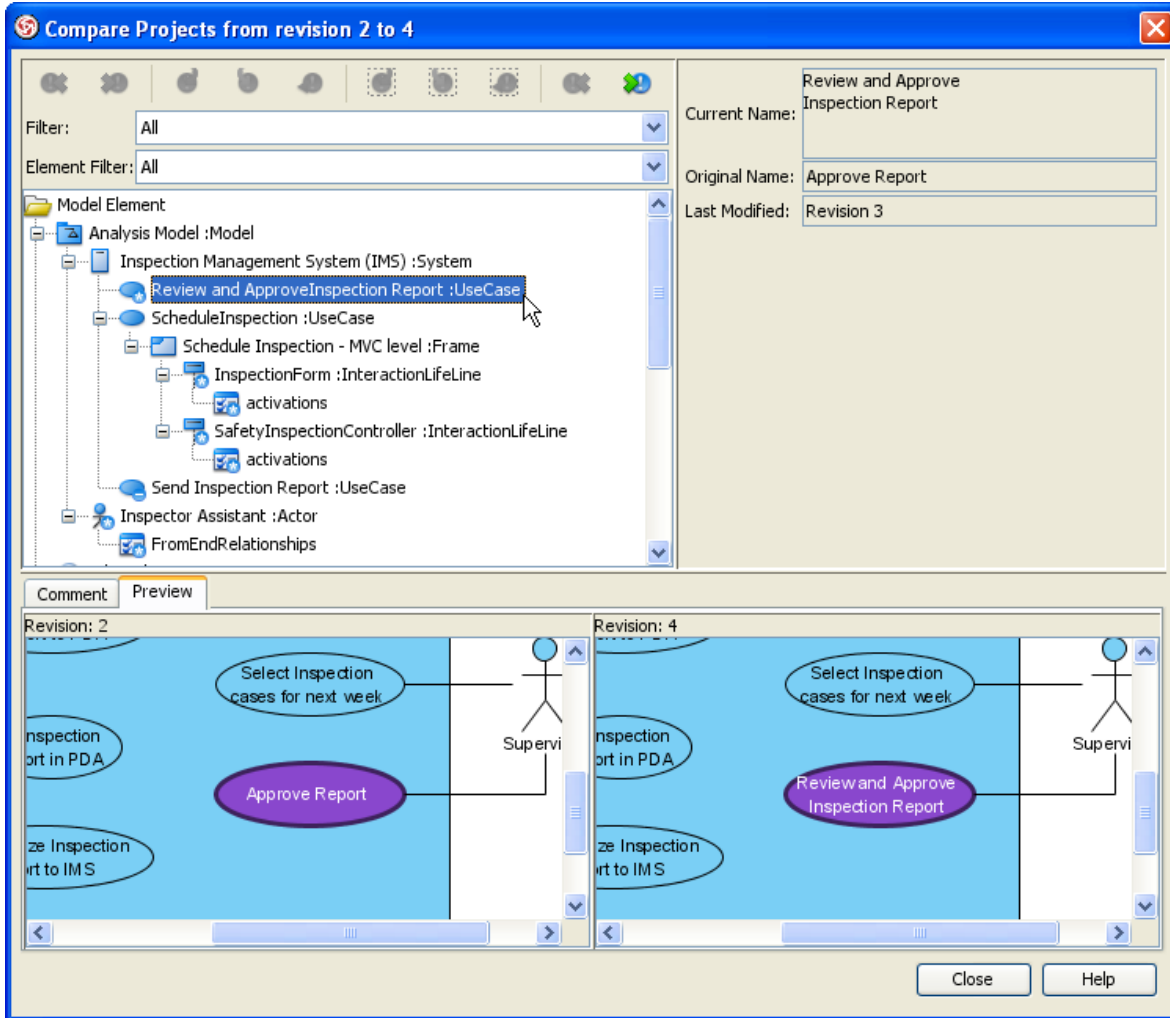 Compare Projects from revision 2 to 4
Filter: All
Element Filter: All
Model Element
Analysis Model :Model
Inspection Management System (IMS) :System
Review and ApproveInspection Report :UseCase
ScheduleInspection :UseCase
Schedule Inspection - MVC level :Frame
InspectionForm :InteractionLifeLine
activations
SafetyInspectionController :InteractionLifeLine
activations
Send Inspection Report :UseCase
Inspector Assistant :Actor
FromEndRelationships
Current Name: Review and Approve
Inspection Report
Original Name: Approve Report
Last Modified: Revision 3
Comment Preview
Revision: 2
Select Inspection
cases for next week
nspection
ort in PDA
Supervi
Approve Report
ze Inspection
rt to IMS
Revision: 4
Select Inspection
cases for next week
nspection
ort in PDA
Supervi
Review and Approve
Inspection Report
ze Inspection
rt to IMS
Close Help